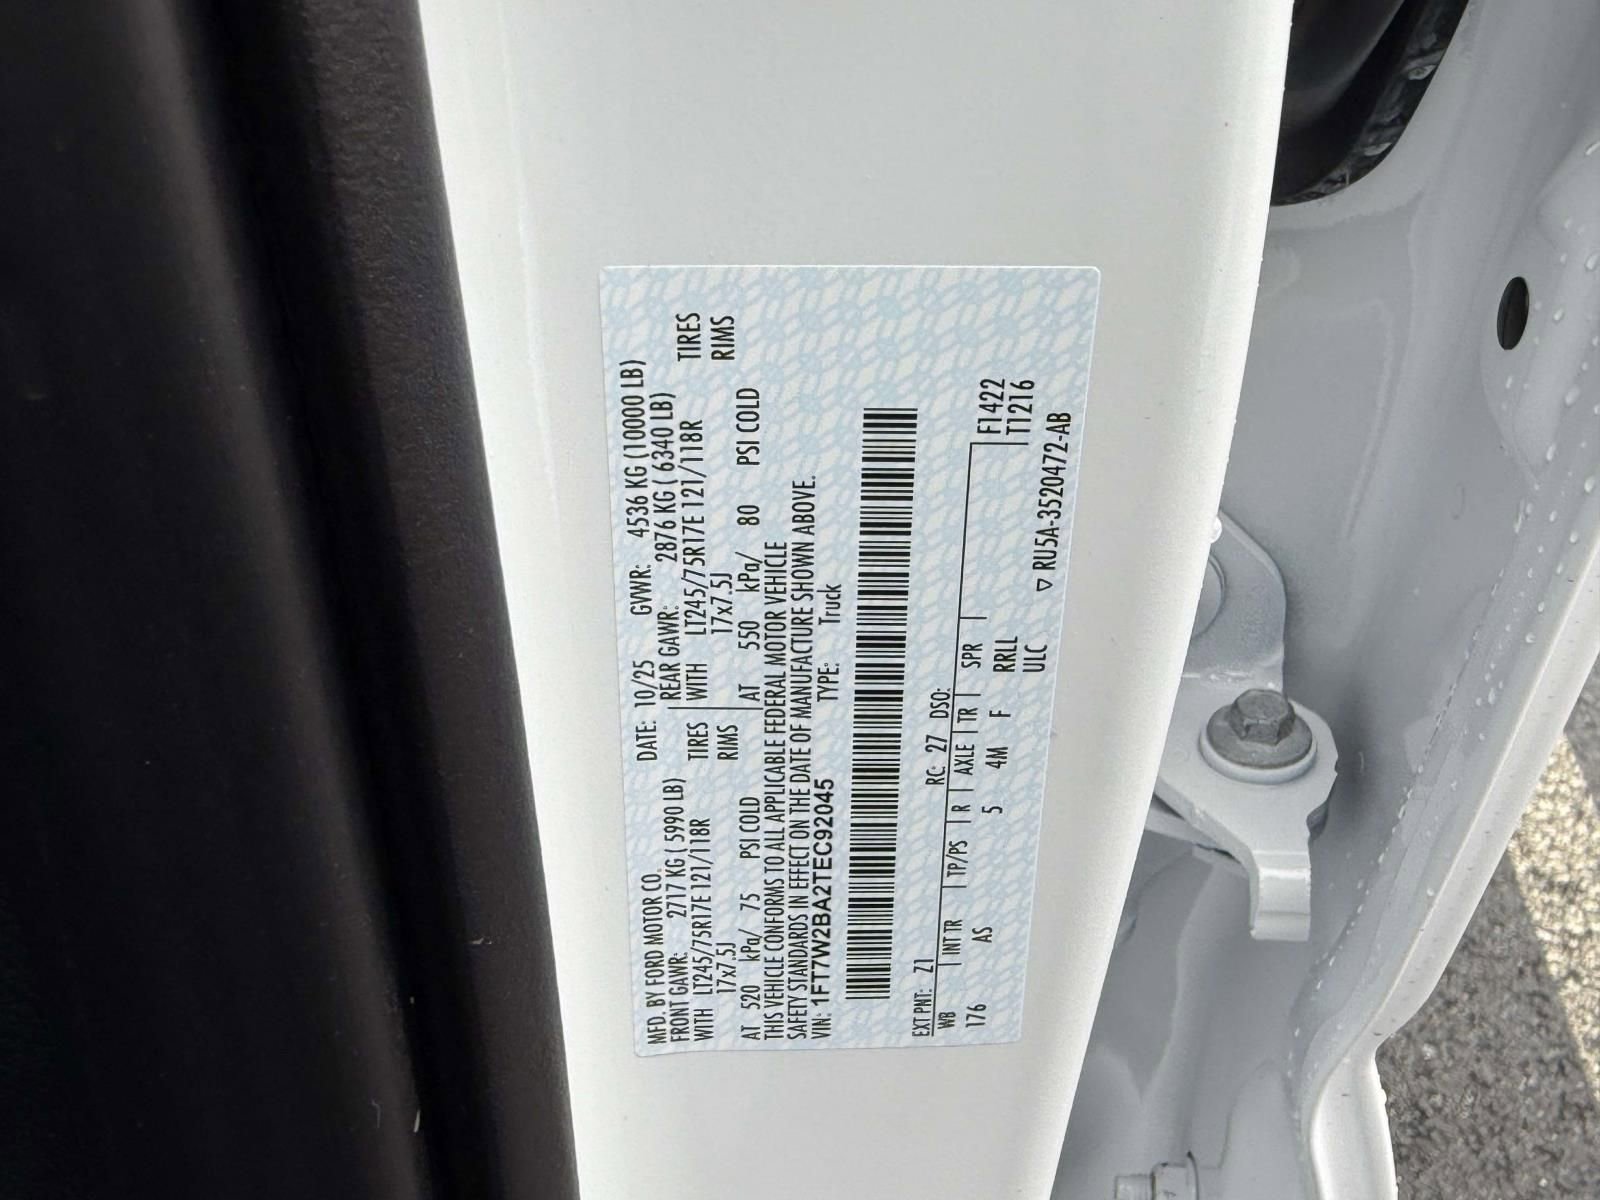 MFD. BY FORD MOTOR CO.
DATE: 10/25 GVWR: 4536 KG (10000 LB)
FRONT GAWR: 2717 KG ( 5990 LB) REAR GAWR: 2876 KG ( 6340 LB)
WITH LT245/75R17E 121/118R TIRES WITH LT245/75R17E 121/118R TIRES
17x7.5J RIMS 17x7.5J RIMS
AT 520 kPa/ 75 PSI COLD AT 550 kPa/ 80 PSI COLD
THIS VEHICLE CONFORMS TO ALL APPLICABLE FEDERAL MOTOR VEHICLE
SAFETY STANDARDS IN EFFECT ON THE DATE OF MANUFACTURE SHOWN ABOVE.
VIN: 1FT7W2BA2TEC92045 TYPE: Truck
EXT PNT: Z1 RC: 27 DSO:
WB INT TR TP/PS R AXLE TR SPR F1422
176 AS 5 4M F RRLL T1216
ULC
▽ RU5A-3520472-AB